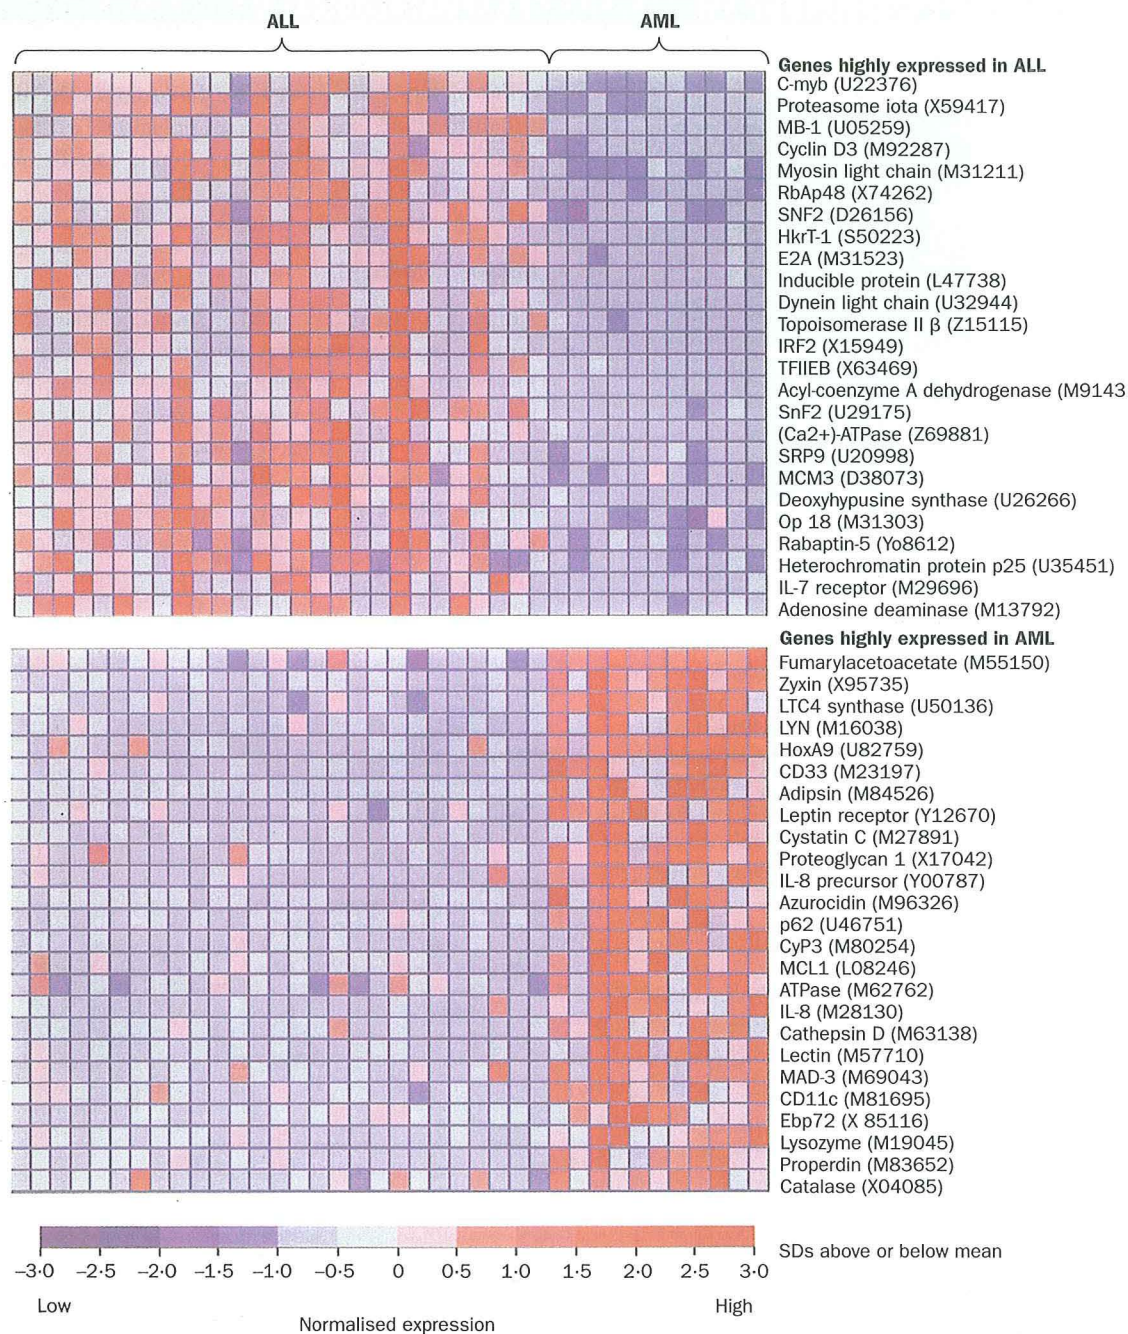 ALL AML
Genes highly expressed in ALL
C-myb (U22376)
Proteasome iota (X59417)
MB-1 (U05259)
Cyclin D3 (M92287)
Myosin light chain (M31211)
RbAp48 (X74262)
SNF2 (D26156)
HkrT-1 (S50223)
E2A (M31523)
Inducible protein (L47738)
Dynein light chain (U32944)
Topoisomerase II β (Z15115)
IRF2 (X15949)
TFIIEB (X63469)
Acyl-coenzyme A dehydrogenase (M9143
SnF2 (U29175)
(Ca2+)-ATPase (Z69881)
SRP9 (U20998)
MCM3 (D38073)
Deoxyhypusine synthase (U26266)
Op 18 (M31303)
Rabaptin-5 (Yo8612)
Heterochromatin protein p25 (U35451)
IL-7 receptor (M29696)
Adenosine deaminase (M13792)
Genes highly expressed in AML
Fumarylacetoacetate (M55150)
Zyxin (X95735)
LTC4 synthase (U50136)
LYN (M16038)
HoxA9 (U82759)
CD33 (M23197)
Adipsin (M84526)
Leptin receptor (Y12670)
Cystatin C (M27891)
Proteoglycan 1 (X17042)
IL-8 precursor (Y00787)
Azurocidin (M96326)
p62 (U46751)
CyP3 (M80254)
MCL1 (L08246)
ATPase (M62762)
IL-8 (M28130)
Cathepsin D (M63138)
Lectin (M57710)
MAD-3 (M69043)
CD11c (M81695)
Ebp72 (X 85116)
Lysozyme (M19045)
Properdin (M83652)
Catalase (X04085)
SDs above or below mean
–3·0 –2·5 –2·0 –1·5 –1·0 –0·5 0 0·5 1·0 1·5 2·0 2·5 3·0
Low High
Normalised expression